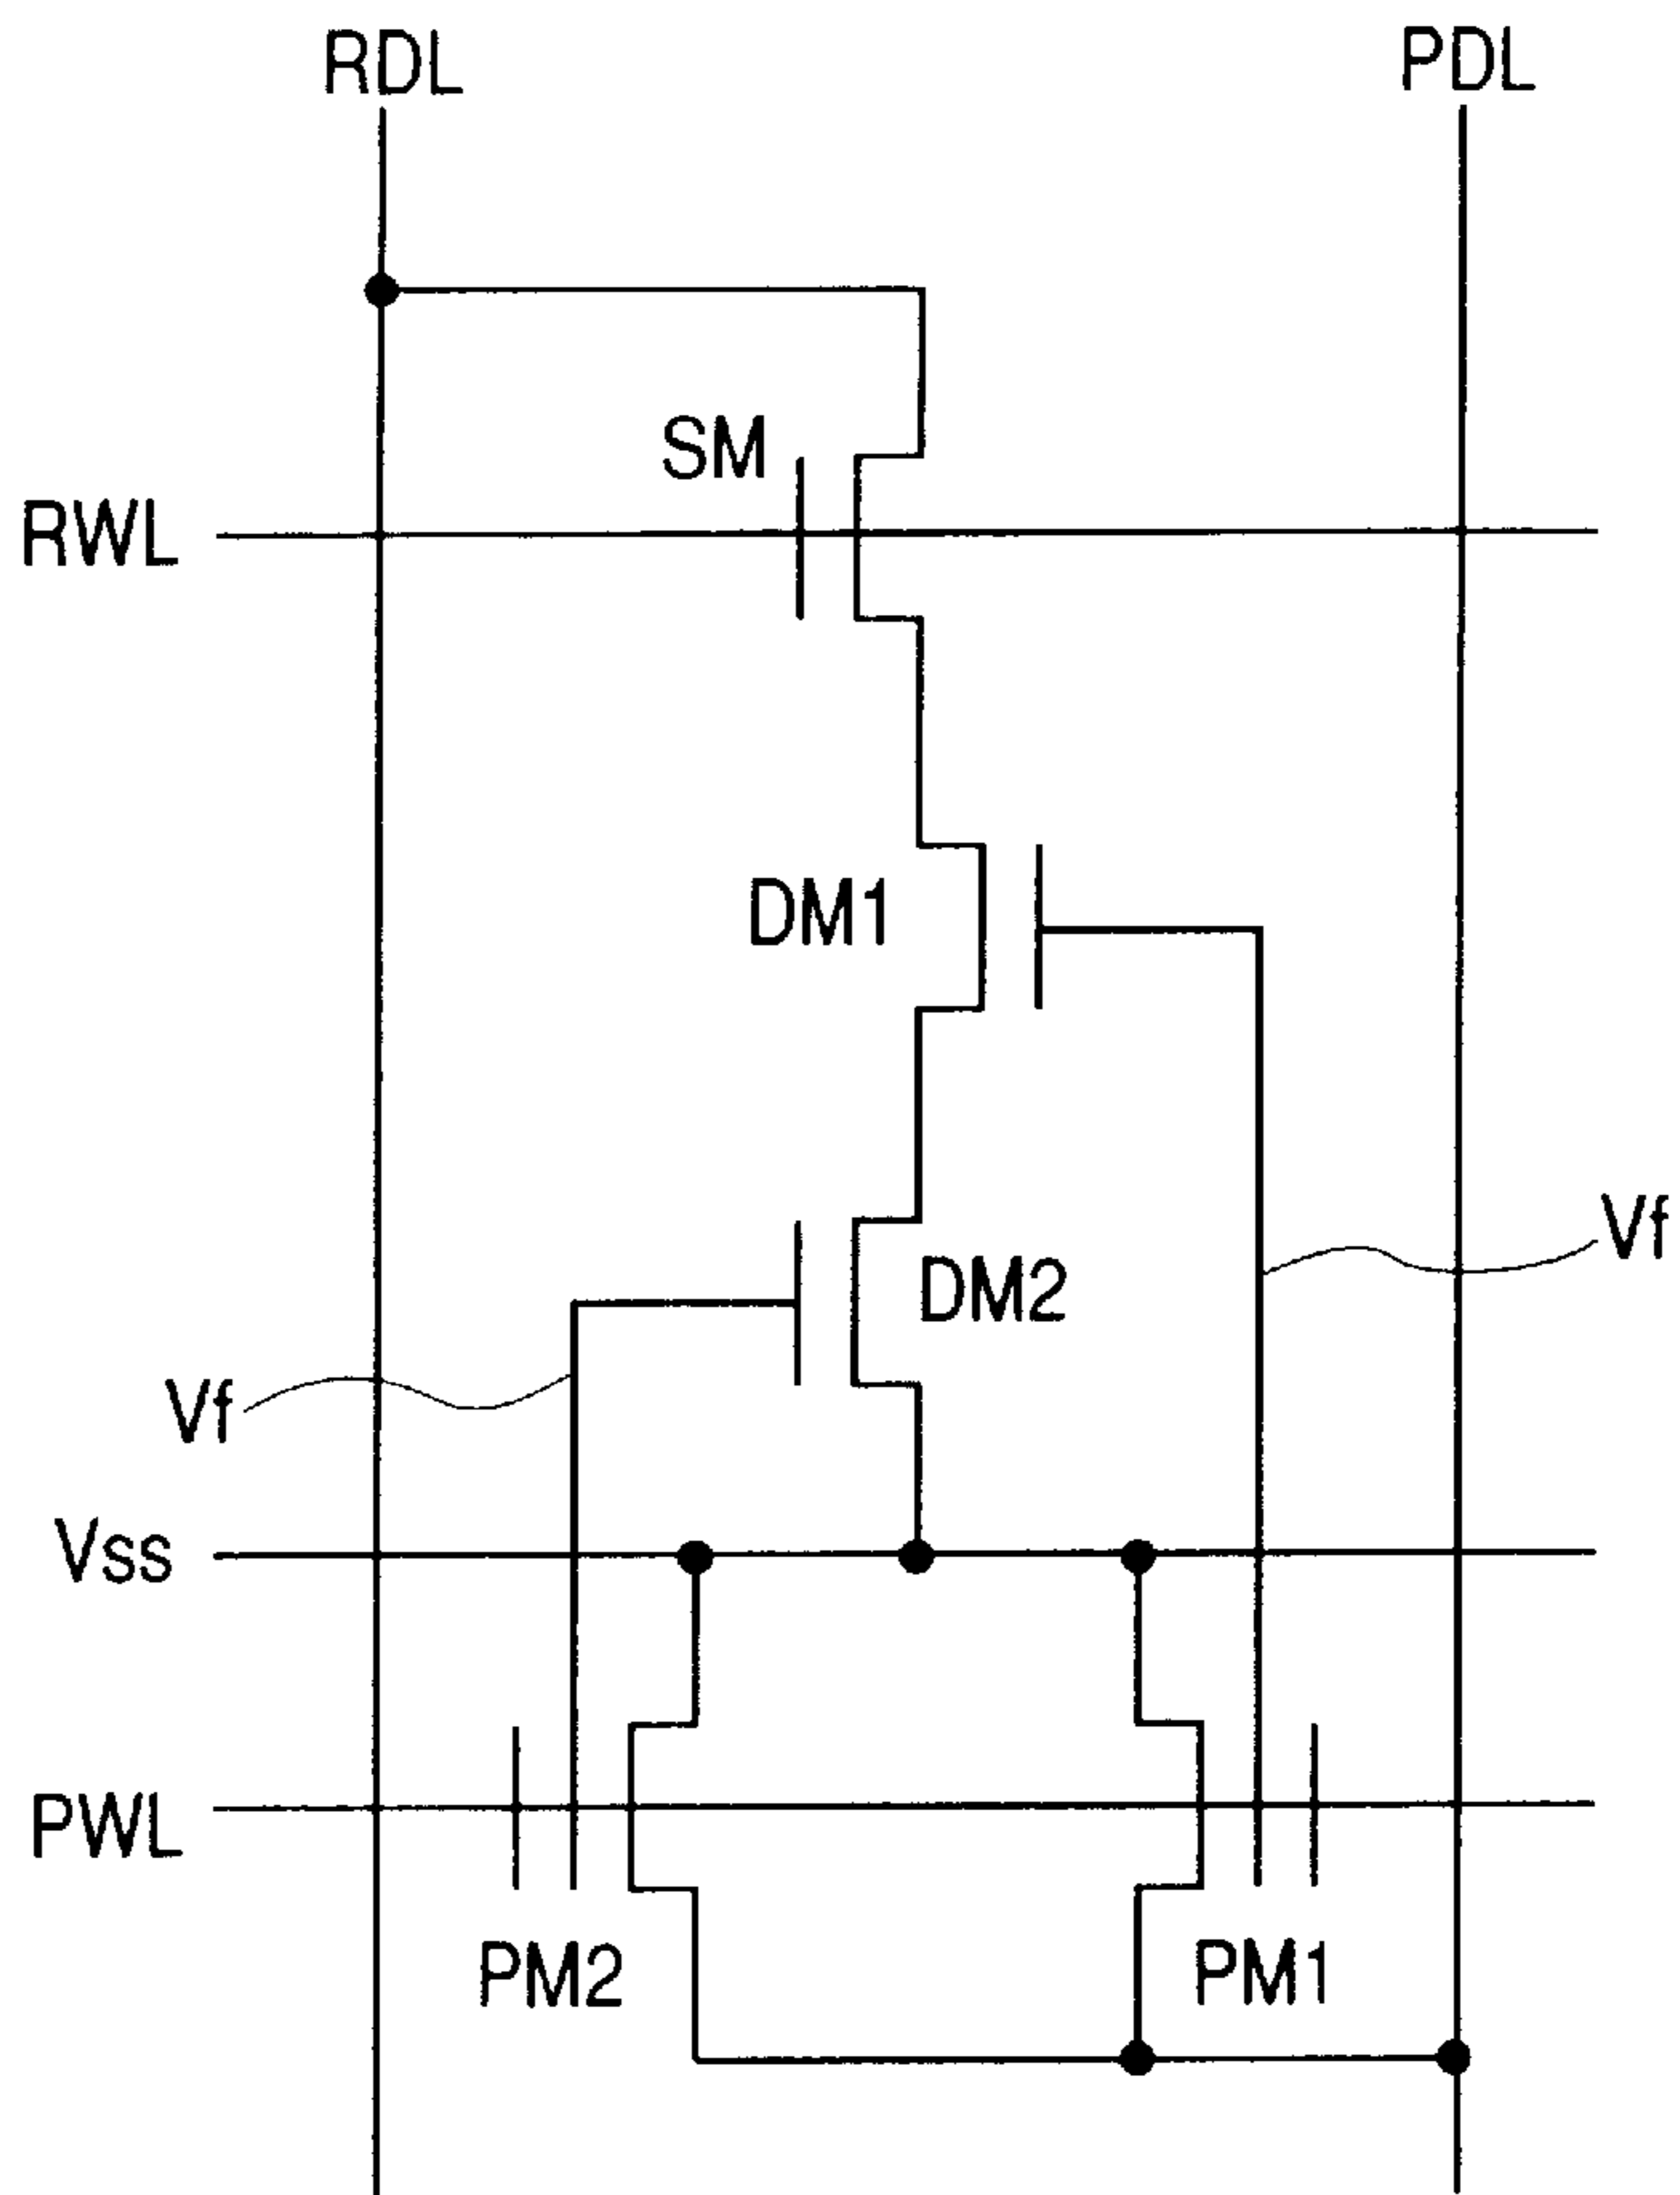 RDL
PDL
SM
RWL
DM1
Vf
DM2
Vf
Vss
PWL
PM2
PM1